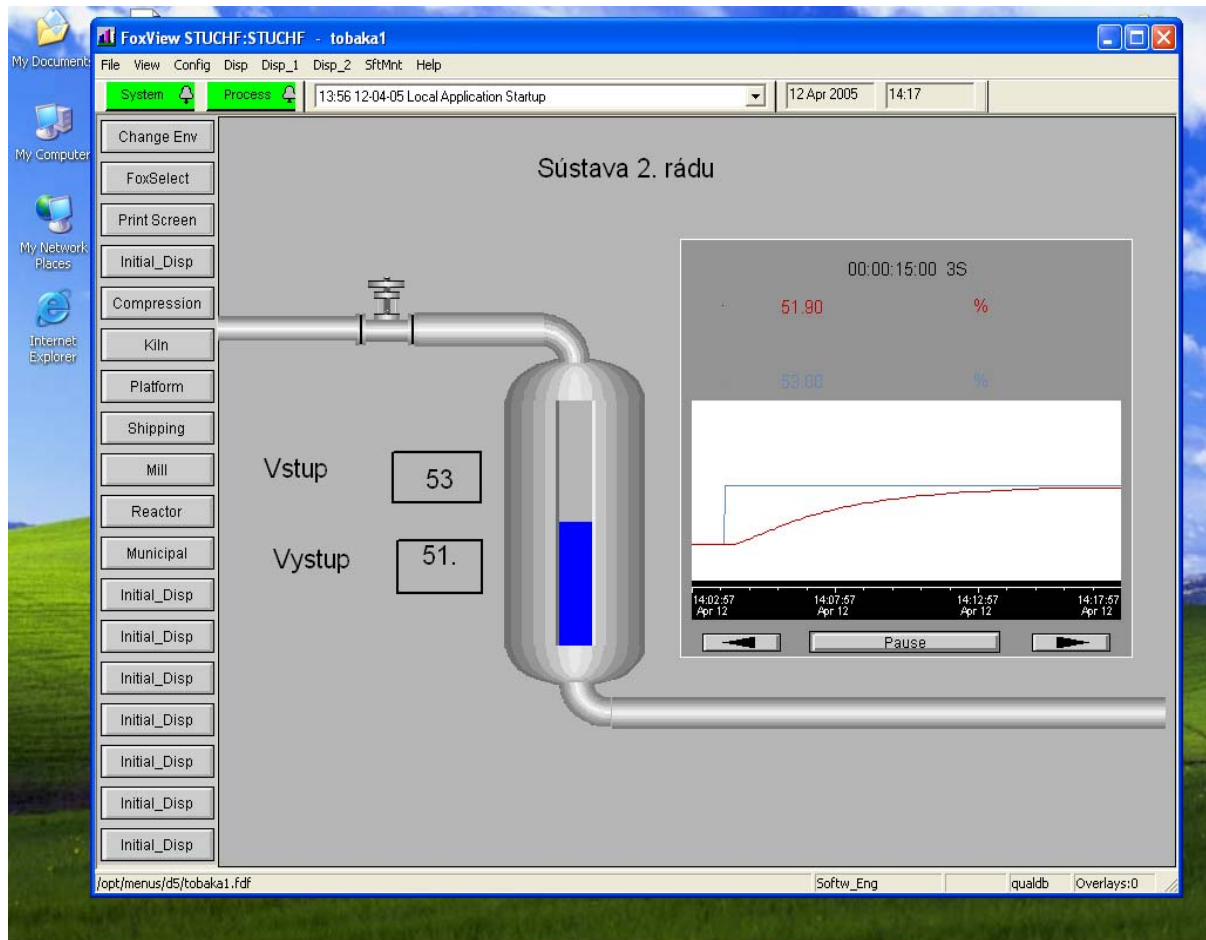 My Documents
My Computer
My Network
Places
Internet
Explorer
FoxView STUCHF:STUCHF - tobaka1
File View Config Disp Disp_1 Disp_2 SftMnt Help
System Process 13:56 12-04-05 Local Application Startup 12 Apr 2005 14:17
Change Env
FoxSelect
Print Screen
Initial_Disp
Compression
Kiln
Platform
Shipping
Mill
Reactor
Municipal
Initial_Disp
Initial_Disp
Initial_Disp
Initial_Disp
Initial_Disp
Initial_Disp
Initial_Disp
Sústava 2. rádu
Vstup 53
Vystup 51.
00:00:15:00 3S
51.90 %
53.00 %
14:02:57 14:07:57 14:12:57 14:17:57
Apr 12 Apr 12 Apr 12 Apr 12
Pause
/opt/menus/d5/tobaka1.fdf Softw_Eng qualdb Overlays:0